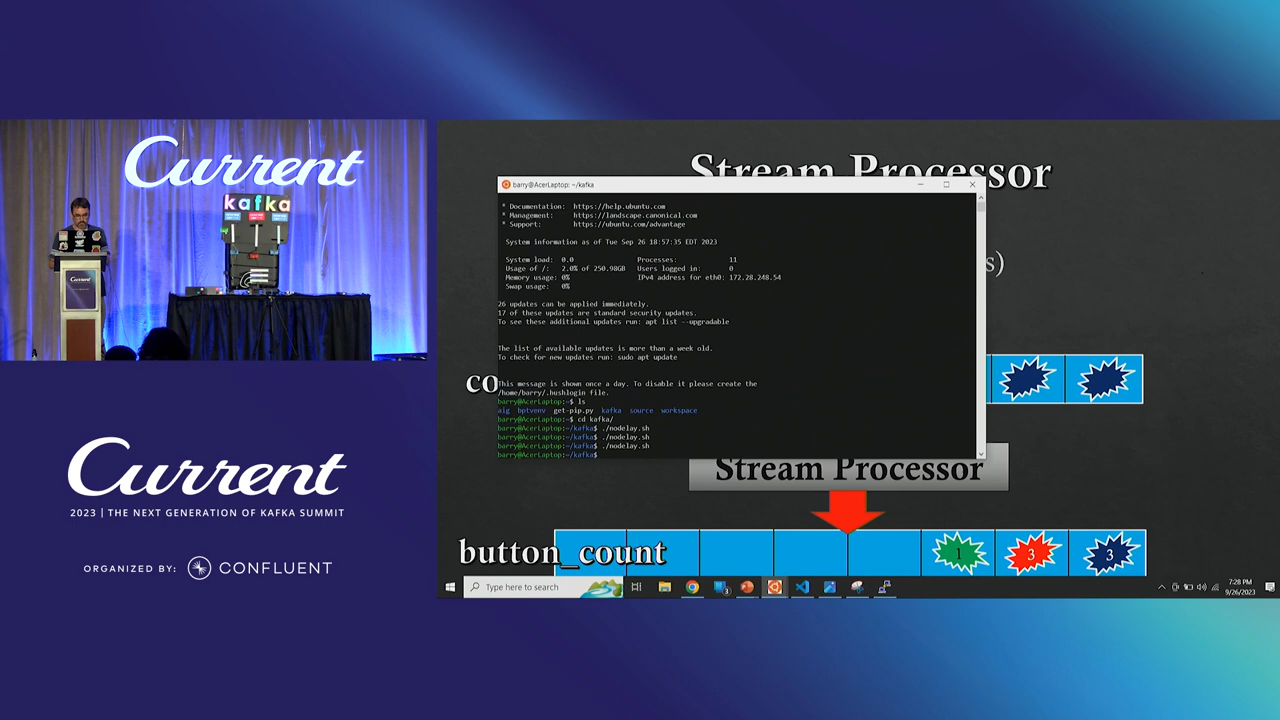 Current
kafka
Current
2023 | THE NEXT GENERATION OF KAFKA SUMMIT
ORGANIZED BY: CONFLUENT
Stream Processor
s)
co
barry@AcerLaptop: ~/kafka
* Documentation: https://help.ubuntu.com
* Management: https://landscape.canonical.com
* Support: https://ubuntu.com/advantage
System information as of Tue Sep 26 18:57:35 EDT 2023
System load: 0.0 Processes: 11
Usage of /: 2.0% of 250.98GB Users logged in: 0
Memory usage: 0% IPv4 address for eth0: 172.28.248.54
Swap usage: 0%
26 updates can be applied immediately.
17 of these updates are standard security updates.
To see these additional updates run: apt list --upgradable
The list of available updates is more than a week old.
To check for new updates run: sudo apt update
This message is shown once a day. To disable it please create the
/home/barry/.hushlogin file.
barry@AcerLaptop:~$ ls
aig bptvenv get-pip.py kafka source workspace
barry@AcerLaptop:~$ cd kafka/
barry@AcerLaptop:~/kafka$ ./nodelay.sh
barry@AcerLaptop:~/kafka$ ./nodelay.sh
barry@AcerLaptop:~/kafka$ ./nodelay.sh
barry@AcerLaptop:~/kafka$
Stream Processor
button_count
1 3 3
Type here to search
7:28 PM
9/26/2023